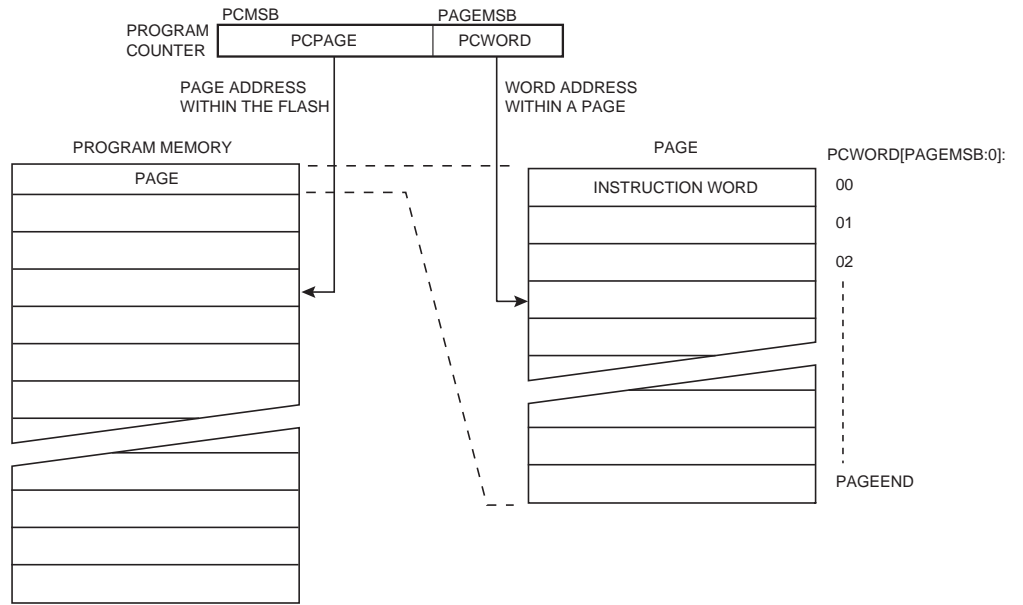 PCMSB PAGEMSB
PROGRAM
COUNTER
PCPAGE PCWORD
PAGE ADDRESS
WITHIN THE FLASH
WORD ADDRESS
WITHIN A PAGE
PROGRAM MEMORY
PAGE
PAGE
INSTRUCTION WORD
PCWORD[PAGEMSB:0]:
00
01
02
PAGEEND